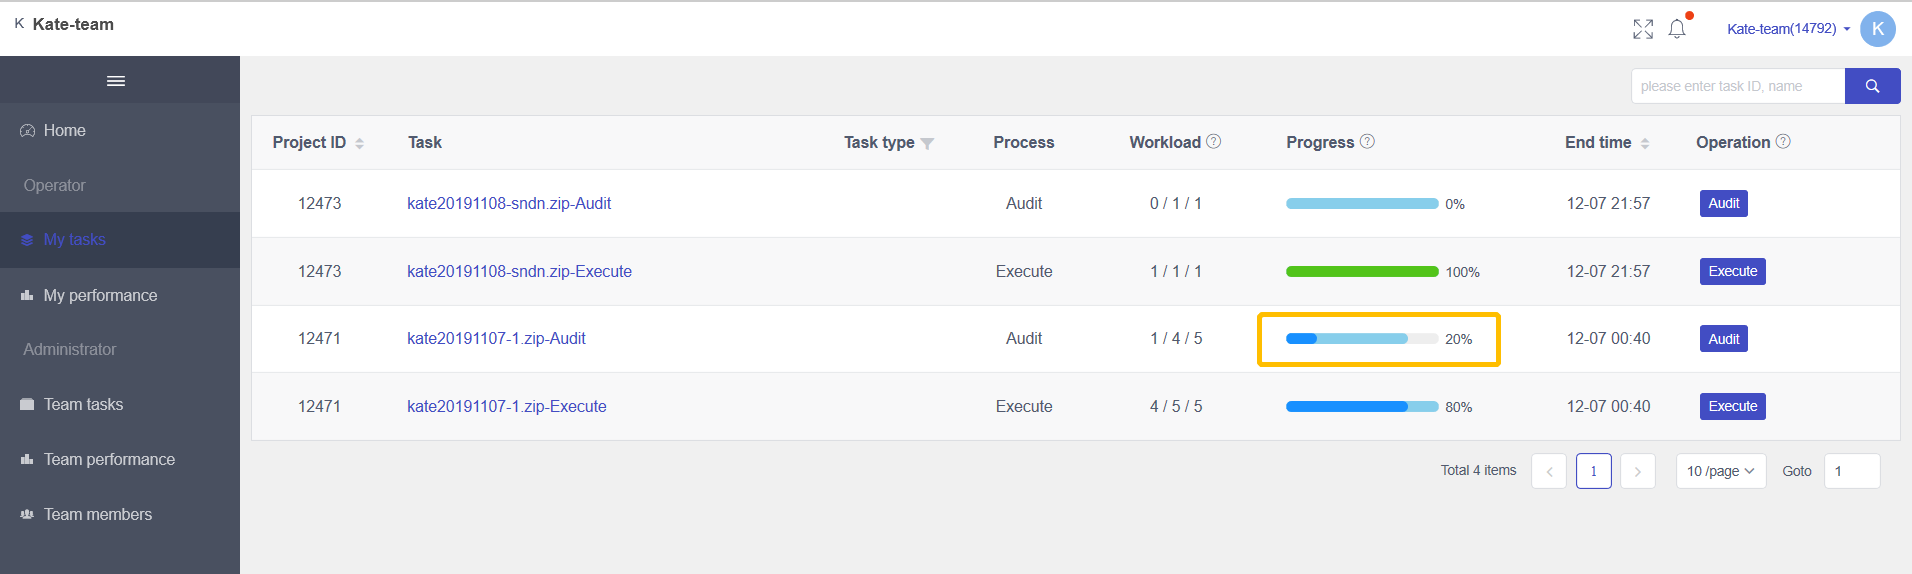 K Kate-team
Kate-team(14792) K
please enter task ID, name
Home
Operator
My tasks
My performance
Administrator
Team tasks
Team performance
Team members
Project ID Task Task type Process Workload ? Progress ? End time Operation ?
12473 kate20191108-sndn.zip-Audit Audit 0 / 1 / 1 0% 12-07 21:57 Audit
12473 kate20191108-sndn.zip-Execute Execute 1 / 1 / 1 100% 12-07 21:57 Execute
12471 kate20191107-1.zip-Audit Audit 1 / 4 / 5 20% 12-07 00:40 Audit
12471 kate20191107-1.zip-Execute Execute 4 / 5 / 5 80% 12-07 00:40 Execute
Total 4 items < 1 > 10 /page Goto 1